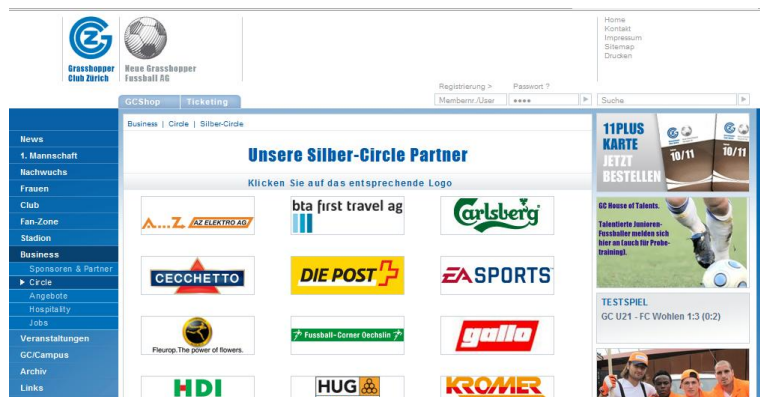 Grasshopper
Club Zürich
Neue Grasshopper
Fussball AG
Home
Kontakt
Impressum
Sitemap
Drucken
Registrierung >
Passwort ?
GCShop
Ticketing
Membernr./User
****
Suche
Business | Circle | Silber-Circle
News
1. Mannschaft
Nachwuchs
Frauen
Club
Fan-Zone
Stadion
Business
Sponsoren & Partner
Circle
Angebote
Hospitality
Jobs
Veranstaltungen
GC/Campus
Archiv
Links
Unsere Silber-Circle Partner
Klicken Sie auf das entsprechende Logo
A...Z AZ ELEKTRO AG
bta first travel ag
Carlsberg
CECCHETTO
DIE POST
EA SPORTS
Fleurop. The power of flowers.
Fussball-Corner Oechslin
gallo
HDI
HUG
KROMER
11PLUS
KARTE
JETZT
BESTELLEN
10/11
10/11
GC House of Talents.
Talentierte Junioren-
Fussballer melden sich
hier an (auch für Probe-
training).
TESTSPIEL
GC U21 - FC Wohlen 1:3 (0:2)